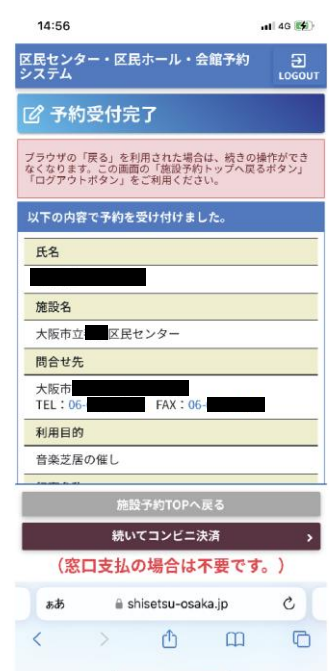 14:56
4G
区民センター・区民ホール・会館予約
システム
LOGOUT
予約受付完了
ブラウザの「戻る」を利用された場合は、続きの操作ができ
なくなります。この画面の「施設予約トップへ戻るボタン」
「ログアウトボタン」をご利用ください。
以下の内容で予約を受け付けました。
氏名
施設名
大阪市立 区民センター
問合せ先
大阪市
TEL：06- FAX：06-
利用目的
音楽芝居の催し
施設予約TOPへ戻る
続いてコンビニ決済
（窓口支払の場合は不要です。）
ぁあ shisetsu-osaka.jp